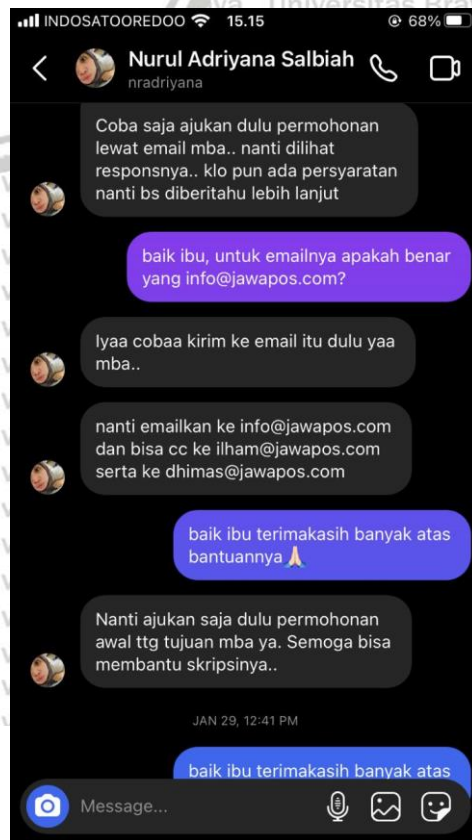 INDOSATOOREDOO 15.15 68%
Nurul Adriyana Salbiah
nradriyana
Coba saja ajukan dulu permohonan
lewat email mba.. nanti dilihat
responsnya.. klo pun ada persyaratan
nanti bs diberitahu lebih lanjut
baik ibu, untuk emailnya apakah benar
yang info@jawapos.com?
Iyaa cobaa kirim ke email itu dulu yaa
mba..
nanti emailkan ke info@jawapos.com
dan bisa cc ke ilham@jawapos.com
serta ke dhimas@jawapos.com
baik ibu terimakasih banyak atas
bantuannya🙏🏻
Nanti ajukan saja dulu permohonan
awal ttg tujuan mba ya. Semoga bisa
membantu skripsinya..
JAN 29, 12:41 PM
baik ibu terimakasih banyak atas
Message...